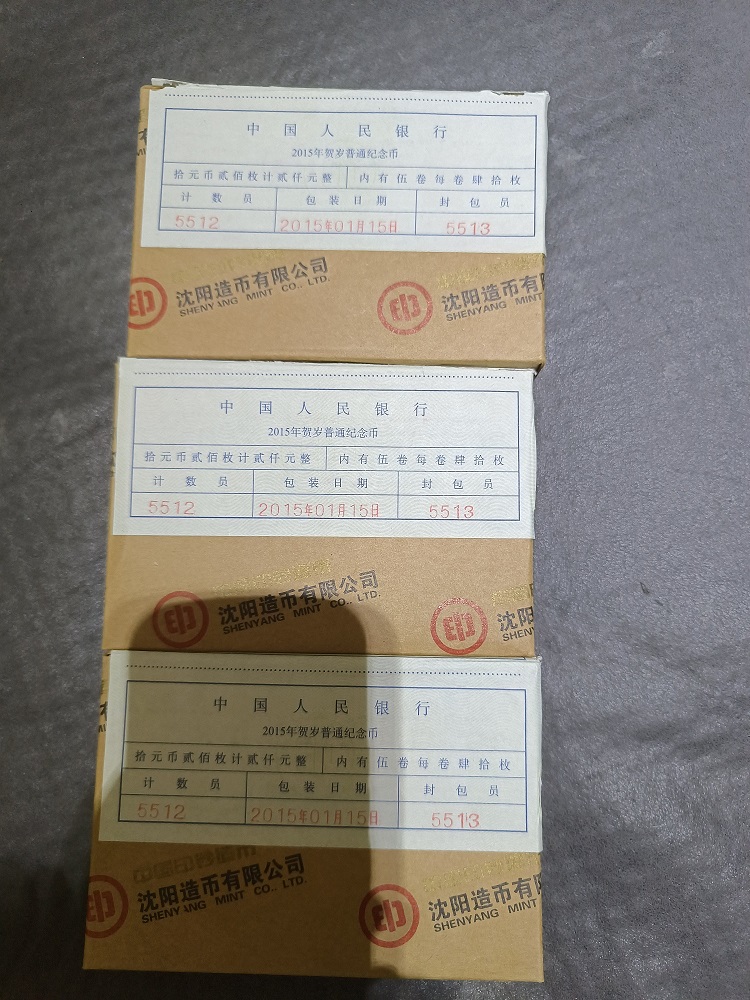 中国人民银行
2015年贺岁普通纪念币
拾元币贰佰枚计贰仟元整 内有伍卷每卷肆拾枚
计数员 包装日期 封包员
5512 2015年01月15日 5513
沈阳造币有限公司 沈阳造币有
SHENYANG MINT CO., LTD. SHENYANG MINT
中国人民银行
2015年贺岁普通纪念币
拾元币贰佰枚计贰仟元整 内有伍卷每卷肆拾枚
计数员 包装日期 封包员
5512 2015年01月15日 5513
沈阳造币有限公司 沈阳
SHENYANG MINT CO., LTD. SHEN
中国人民银行
2015年贺岁普通纪念币
拾元币贰佰枚计贰仟元整 内有伍卷每卷肆拾枚
计数员 包装日期 封包员
5512 2015年01月15日 5513
沈阳造币有限公司 沈阳造币有
SHENYANG MINT CO., LTD. SHENYANG MINT